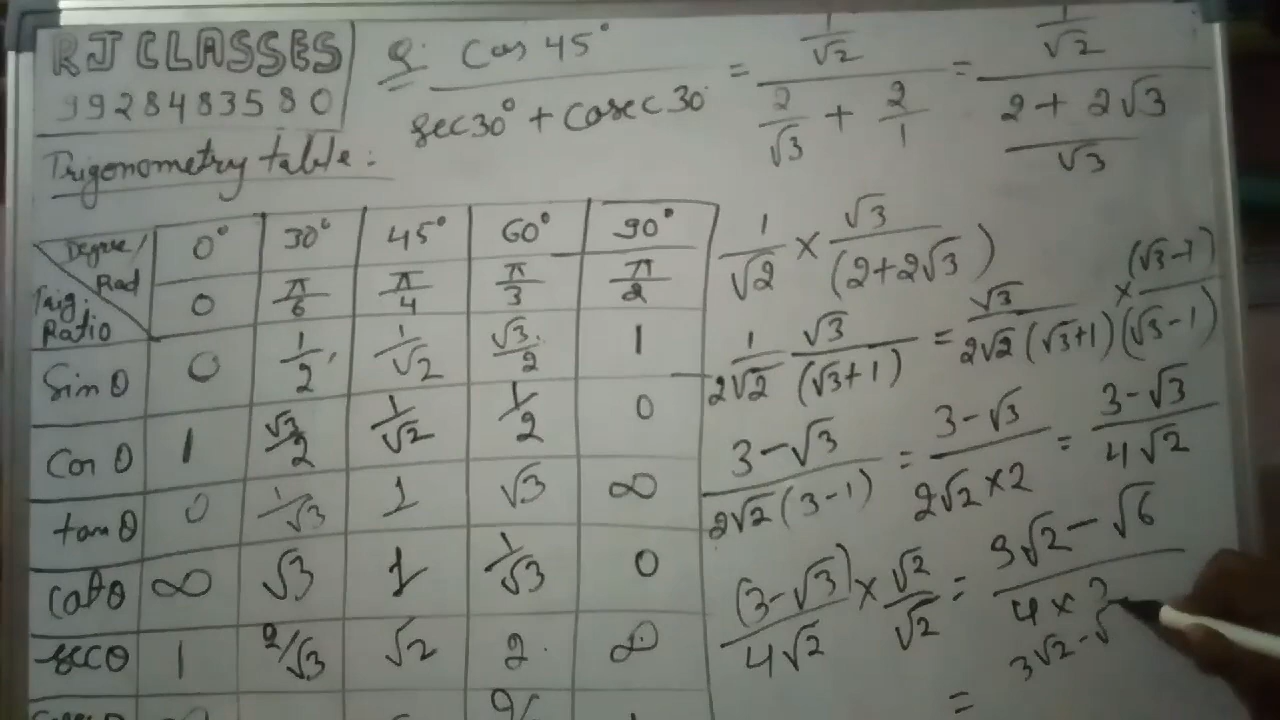 RJ CLASSES
9928483580
Trigonometry table:
Q: Cos 45° / sec 30° + Cosec 30 = 1/√2 / 2/√3 + 2/1 = 1/√2 / 2+2√3 / √3
Degree/Rad Trig. Ratio 0° 30° 45° 60° 90°
0 π/6 π/4 π/3 π/2
Sin θ 0 1/2 1/√2 √3/2 1
Cos θ 1 √3/2 1/√2 1/2 0
tan θ 0 1/√3 1 √3 ∞
Cot θ ∞ √3 1 1/√3 0
sec θ 1 2/√3 √2 2 ∞
1/√2 × √3/(2+2√3)
1/2√2 √3/(√3+1) = √3/2√2(√3+1) × (√3-1)/(√3-1)
3-√3/2√2(3-1) = 3-√3/2√2×2 = 3-√3/4√2
(3-√3)/4√2 × √2/√2 = 3√2-√6/4×2
= 3√2-√